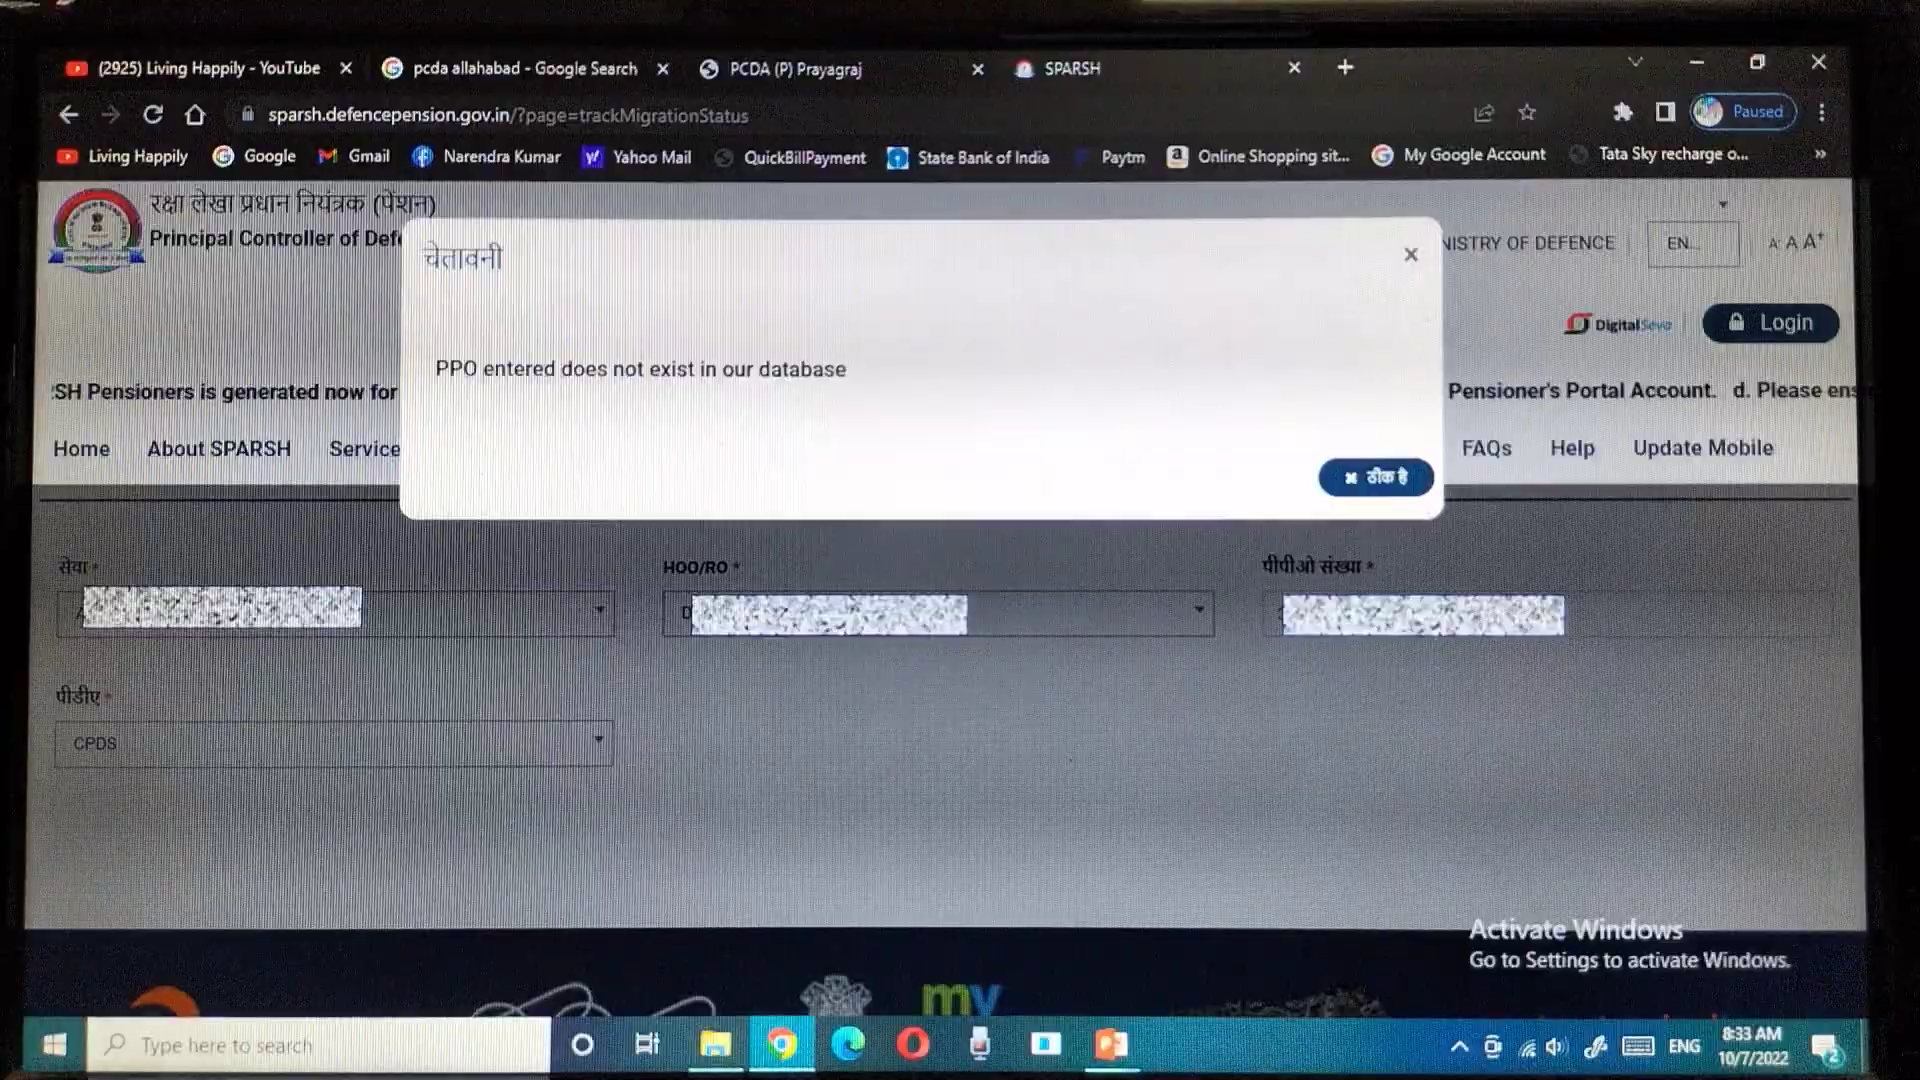 (2925) Living Happily - YouTube
pcda allahabad - Google Search
PCDA (P) Prayagraj
SPARSH
sparsh.defencepension.gov.in/?page=trackMigrationStatus
Paused
Living Happily
Google
Gmail
Narendra Kumar
Yahoo Mail
QuickBillPayment
State Bank of India
Paytm
Online Shopping sit...
My Google Account
Tata Sky recharge o...
»
रक्षा लेखा प्रधान नियंत्रक (पेंशन)
Principal Controller of Defe
NISTRY OF DEFENCE
EN...
A A A+
चेतावनी
PPO entered does not exist in our database
ठीक है
DigitalSeva
Login
SH Pensioners is generated now for
Pensioner's Portal Account. d. Please ens
Home
About SPARSH
Service
FAQs
Help
Update Mobile
सेवा *
HOO/RO *
पीपीओ संख्या *
D
पीडीए *
CPDS
Activate Windows
Go to Settings to activate Windows.
my
Type here to search
ENG
8:33 AM
10/7/2022
2